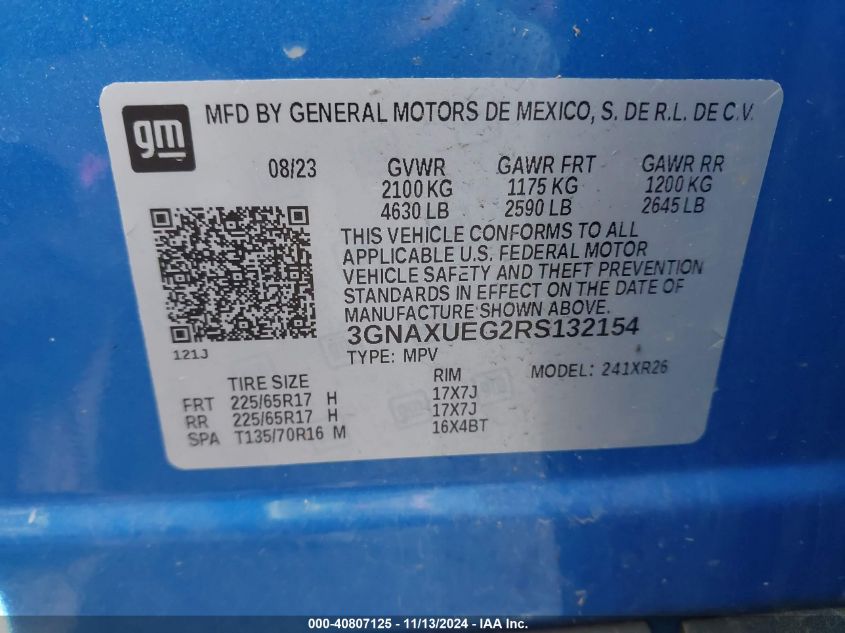 gm
MFD BY GENERAL MOTORS DE MEXICO, S. DE R.L. DE C.V.
08/23 GVWR GAWR FRT GAWR RR
2100 KG 1175 KG 1200 KG
4630 LB 2590 LB 2645 LB
THIS VEHICLE CONFORMS TO ALL
APPLICABLE U.S. FEDERAL MOTOR
VEHICLE SAFETY AND THEFT PREVENTION
STANDARDS IN EFFECT ON THE DATE OF
MANUFACTURE SHOWN ABOVE.
3GNAXUEG2RS132154
121J
TYPE: MPV MODEL: 241XR26
TIRE SIZE RIM
FRT 225/65R17 H 17X7J
RR 225/65R17 H 17X7J
SPA T135/70R16 M 16X4BT
000-40807125 - 11/13/2024 - IAAI.com